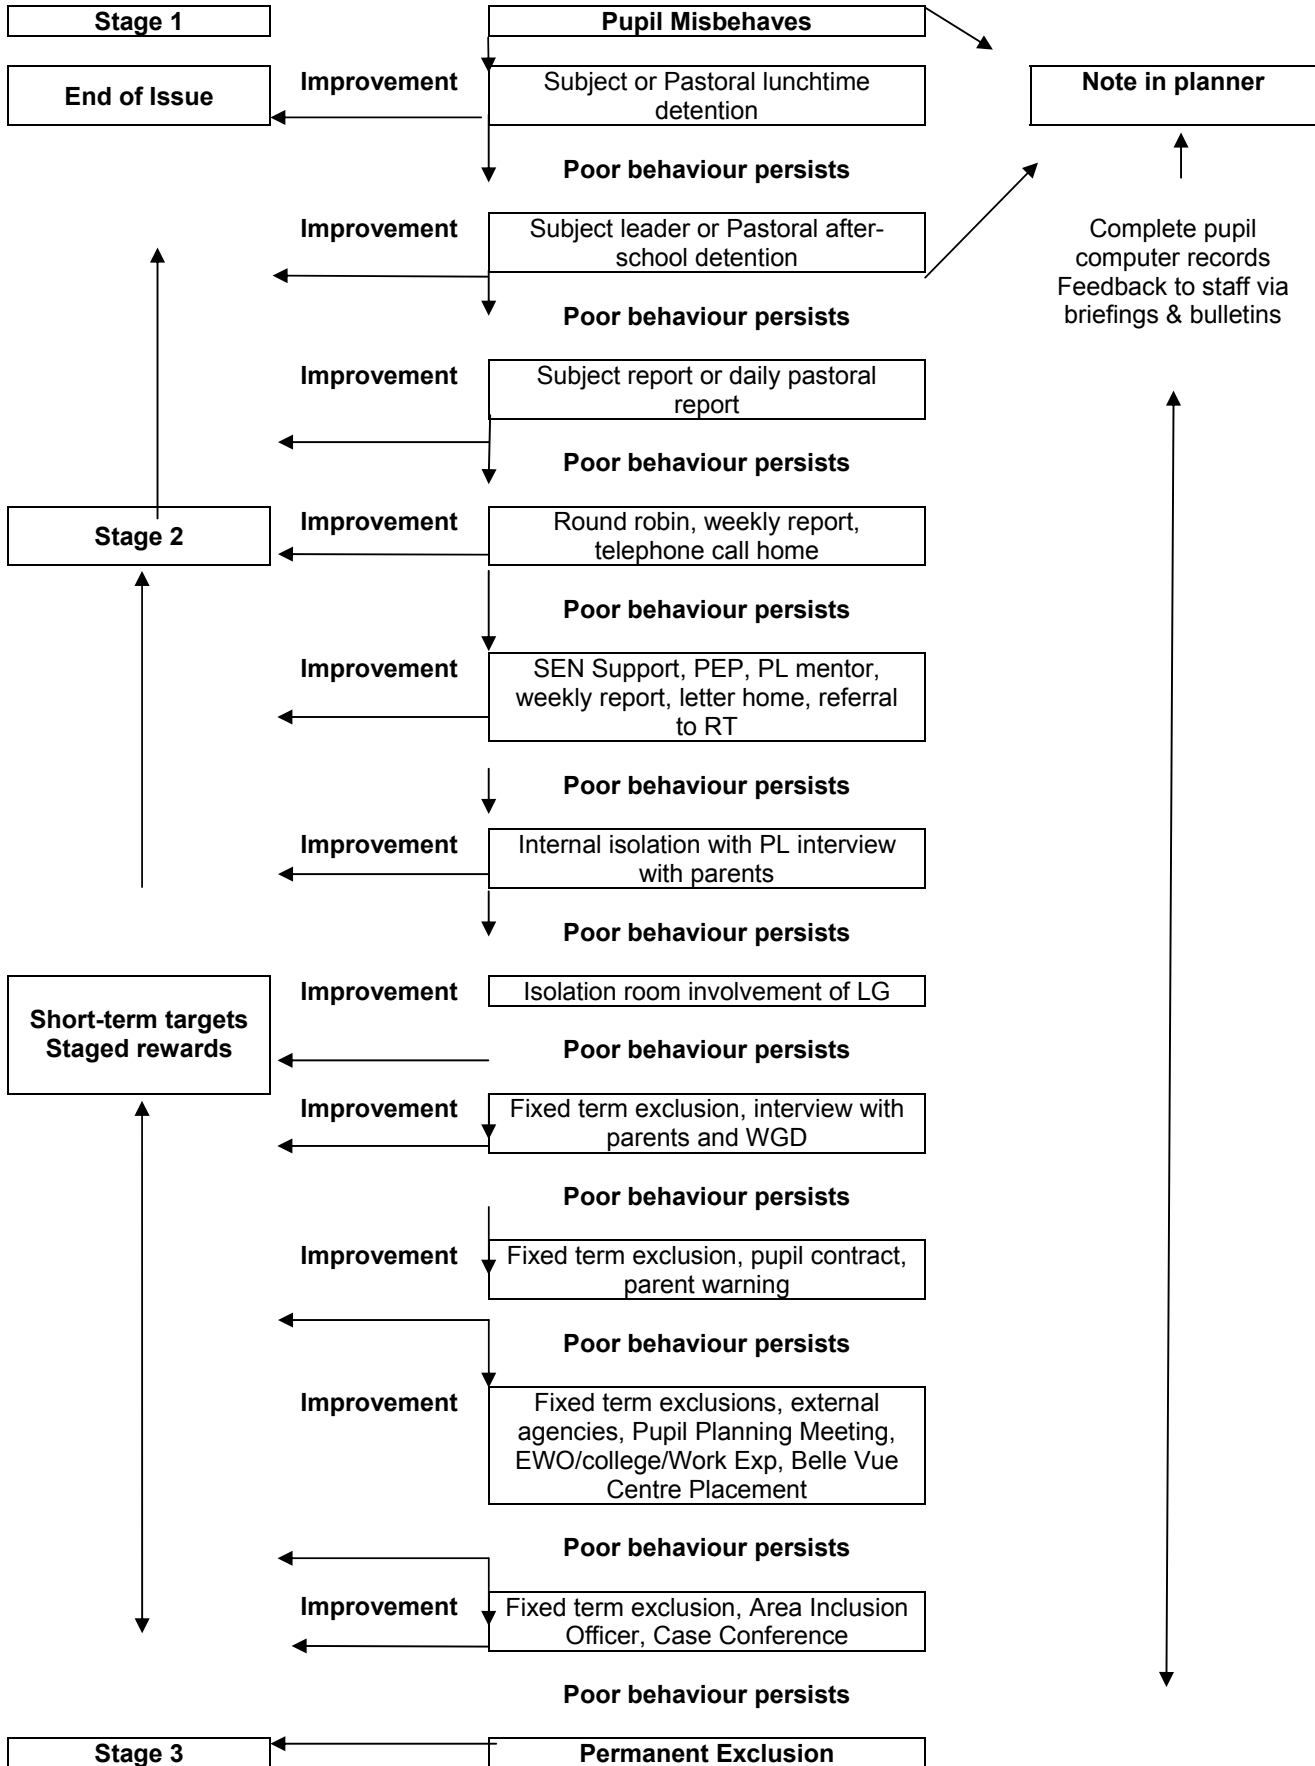 Stage 1
Pupil Misbehaves
End of Issue
Improvement
Subject or Pastoral lunchtime
detention
Note in planner
Poor behaviour persists
Improvement
Subject leader or Pastoral after-
school detention
Complete pupil
computer records
Feedback to staff via
briefings & bulletins
Poor behaviour persists
Improvement
Subject report or daily pastoral
report
Poor behaviour persists
Stage 2
Improvement
Round robin, weekly report,
telephone call home
Poor behaviour persists
Improvement
SEN Support, PEP, PL mentor,
weekly report, letter home, referral
to RT
Poor behaviour persists
Improvement
Internal isolation with PL interview
with parents
Poor behaviour persists
Short-term targets
Staged rewards
Improvement
Isolation room involvement of LG
Poor behaviour persists
Improvement
Fixed term exclusion, interview with
parents and WGD
Poor behaviour persists
Improvement
Fixed term exclusion, pupil contract,
parent warning
Poor behaviour persists
Improvement
Fixed term exclusions, external
agencies, Pupil Planning Meeting,
EWO/college/Work Exp, Belle Vue
Centre Placement
Poor behaviour persists
Improvement
Fixed term exclusion, Area Inclusion
Officer, Case Conference
Poor behaviour persists
Stage 3
Permanent Exclusion